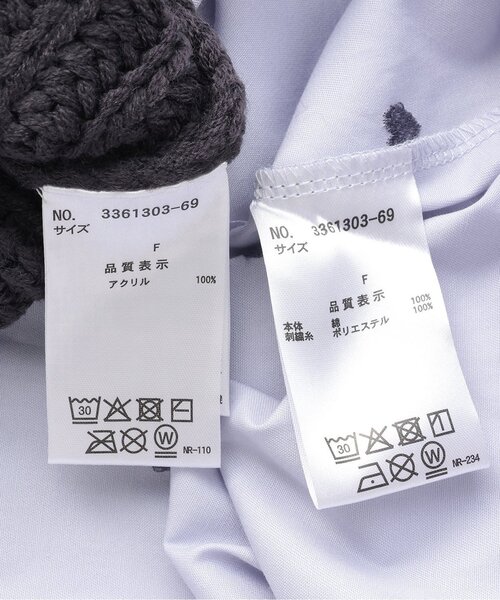 NO. 3361303-69
サイズ
F
品質表示
アクリル 100%
30
W
NR-110
NO. 3361303-69
サイズ
F
品質表示
本体 綿 100%
刺繍糸 ポリエステル 100%
30
W
NR-234